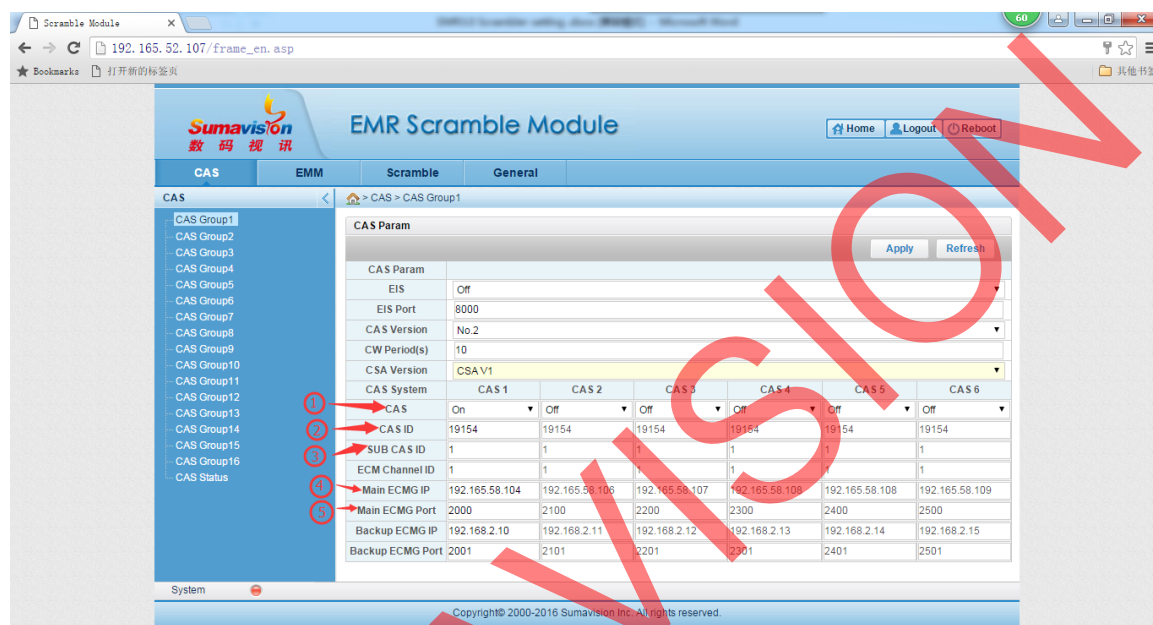 Scramble Module
60
192.165.52.107/frame_en.asp
Bookmarks 打开新的标签页 其他书签
Sumavision
数码视讯
EMR Scramble Module
Home Logout Reboot
CAS EMM Scramble General
CAS > CAS > CAS Group1
CAS Group1
CAS Group2
CAS Group3
CAS Group4
CAS Group5
CAS Group6
CAS Group7
CAS Group8
CAS Group9
CAS Group10
CAS Group11
CAS Group12
CAS Group13
CAS Group14
CAS Group15
CAS Group16
CAS Status
CAS Param
Apply Refresh
CAS Param
EIS Off
EIS Port 8000
CAS Version No.2
CW Period(s) 10
CSA Version CSA V1
CAS System CAS 1 CAS 2 CAS 3 CAS 4 CAS 5 CAS 6
① CAS On Off Off Off Off Off
② CAS ID 19154 19154 19154 19154 19154 19154
③ SUB CAS ID 1 1 1 1 1 1
ECM Channel ID 1 1 1 1 1 1
④ Main ECMG IP 192.165.58.104 192.165.58.106 192.165.58.107 192.165.58.108 192.165.58.108 192.165.58.109
⑤ Main ECMG Port 2000 2100 2200 2300 2400 2500
Backup ECMG IP 192.168.2.10 192.168.2.11 192.168.2.12 192.168.2.13 192.168.2.14 192.168.2.15
Backup ECMG Port 2001 2101 2201 2301 2401 2501
System
Copyright© 2000-2016 Sumavision Inc. All rights reserved.
VISION